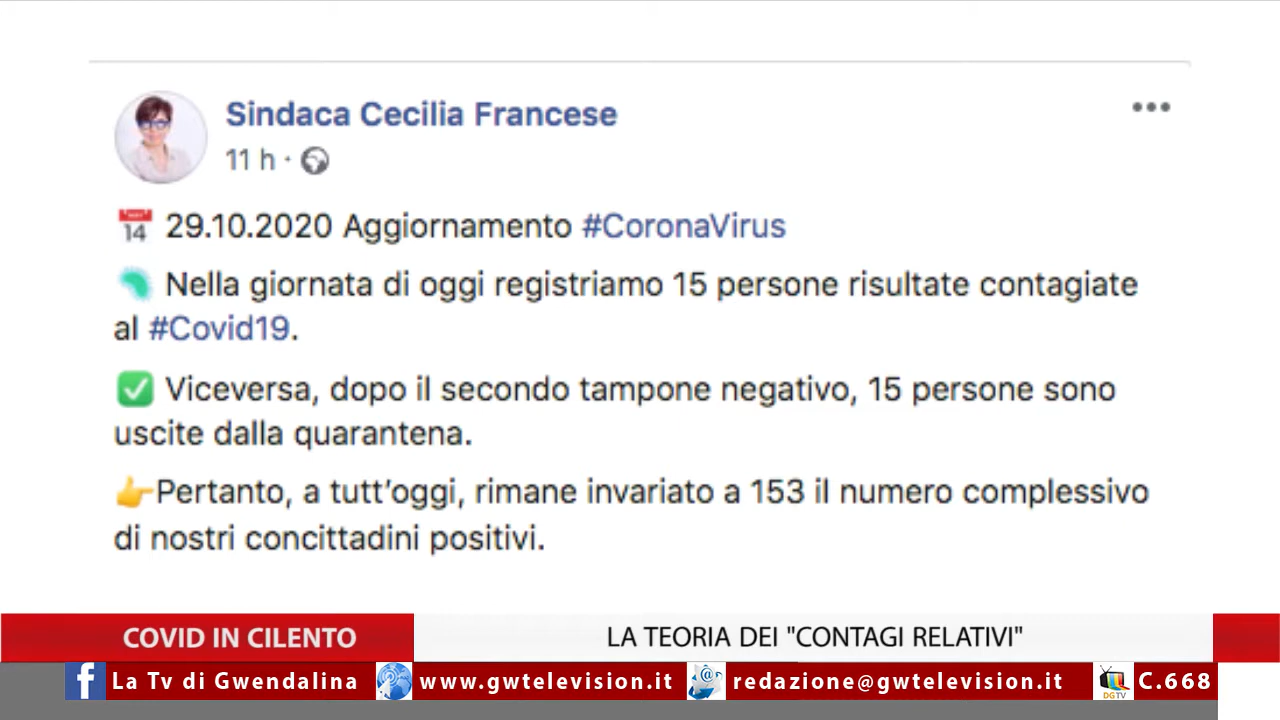 Sindaca Cecilia Francese
11 h ·
14 29.10.2020 Aggiornamento #CoronaVirus
Nella giornata di oggi registriamo 15 persone risultate contagiate
al #Covid19.
Viceversa, dopo il secondo tampone negativo, 15 persone sono
uscite dalla quarantena.
Pertanto, a tutt'oggi, rimane invariato a 153 il numero complessivo
di nostri concittadini positivi.
COVID IN CILENTO
LA TEORIA DEI "CONTAGI RELATIVI"
f La Tv di Gwendalina www.gwtelevision.it redazione@gwtelevision.it DGTV C.668